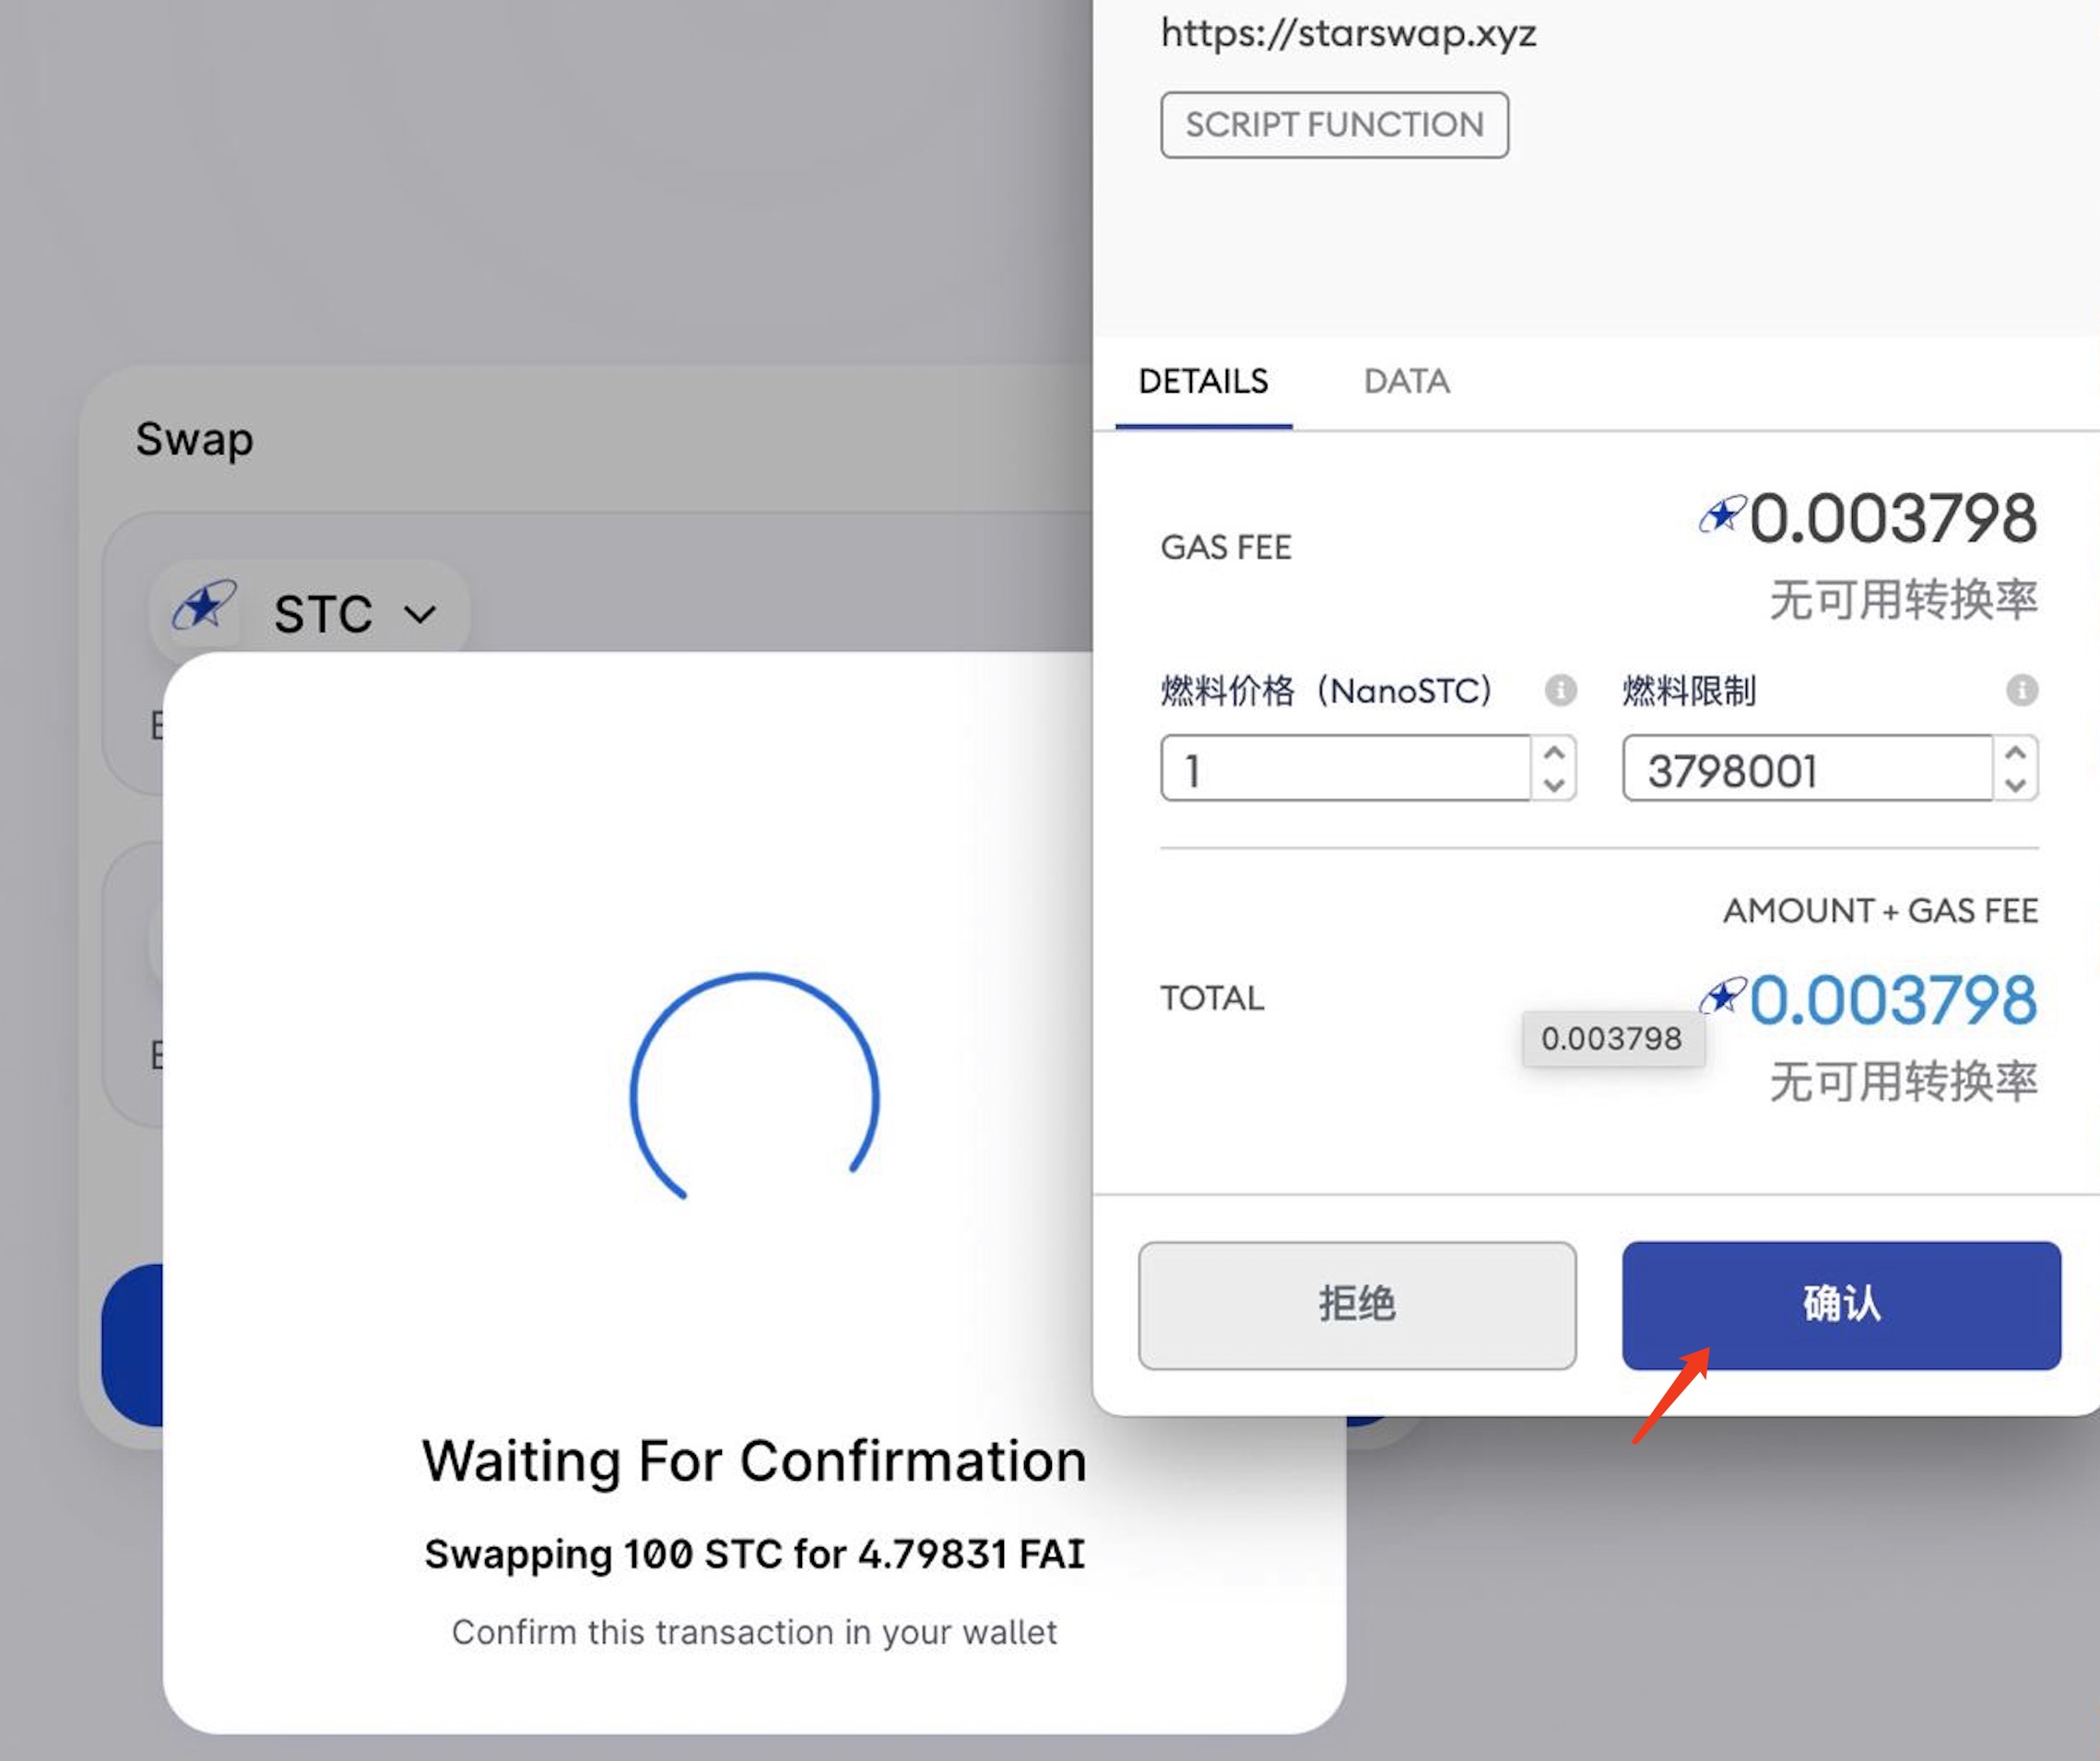 https://starswap.xyz
SCRIPT FUNCTION
DETAILS
DATA
GAS FEE
0.003798
无可用转换率
燃料价格（NanoSTC）
燃料限制
1
3798001
AMOUNT + GAS FEE
TOTAL
0.003798
0.003798
无可用转换率
拒绝
确认
Swap
STC
Waiting For Confirmation
Swapping 100 STC for 4.79831 FAI
Confirm this transaction in your wallet